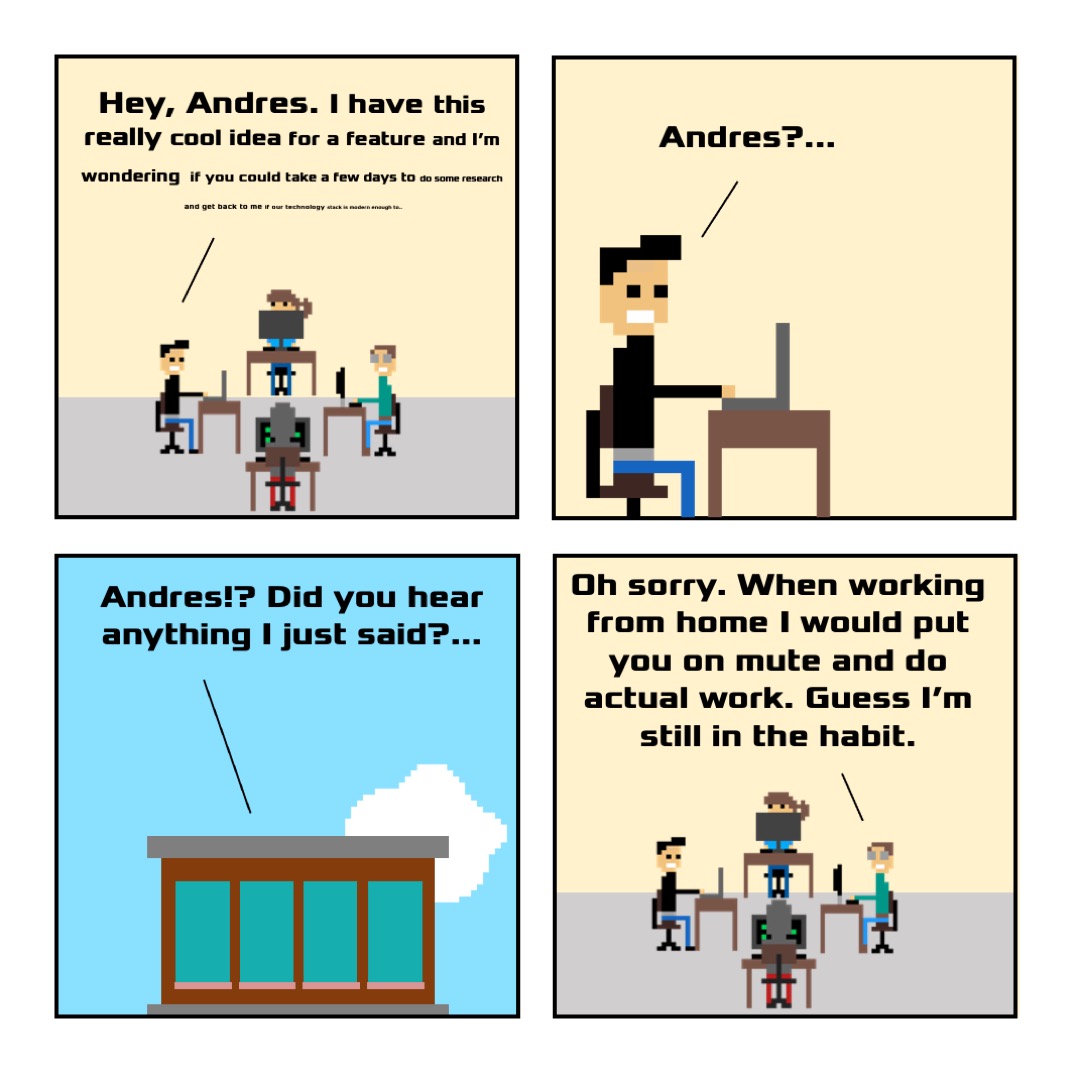 Hey, Andres. I have this
really cool idea for a feature and I'm
wondering if you could take a few days to do some research
and get back to me if our technology stack is modern enough to..
Andres?...
Andres!? Did you hear
anything I just said?...
Oh sorry. When working
from home I would put
you on mute and do
actual work. Guess I'm
still in the habit.